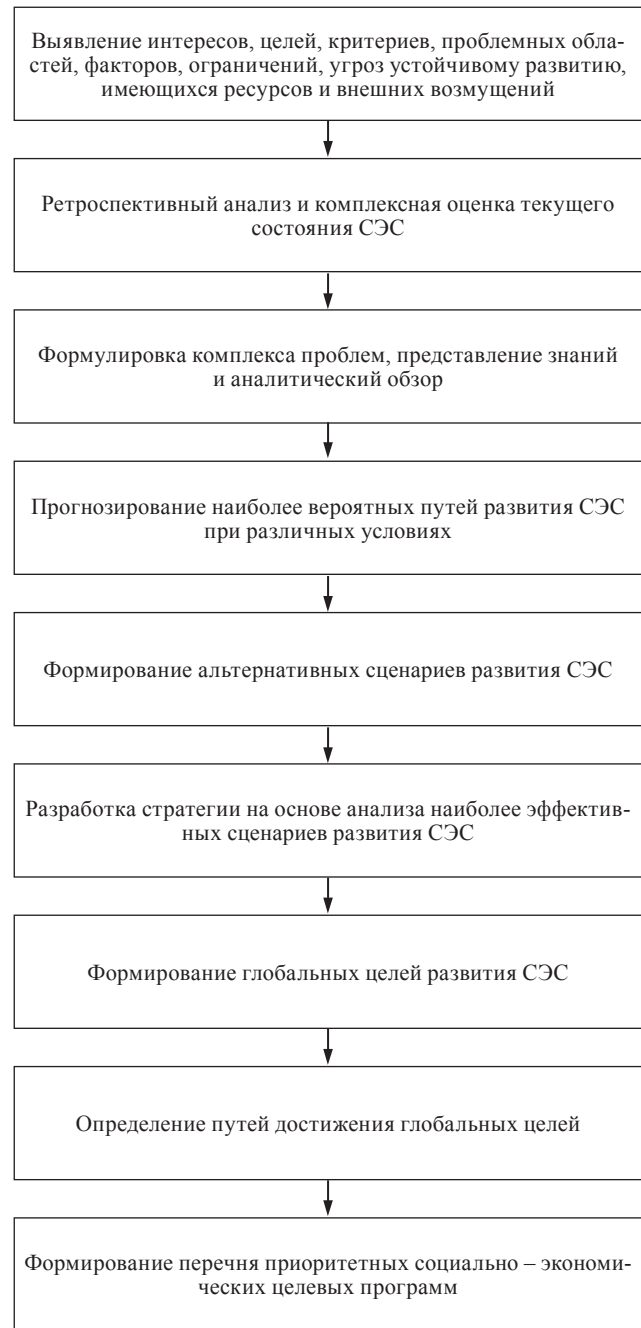 Выявление интересов, целей, критериев, проблемных обла-
стей, факторов, ограничений, угроз устойчивому развитию,
имеющихся ресурсов и внешних возмущений
Ретроспективный анализ и комплексная оценка текущего
состояния СЭС
Формулировка комплекса проблем, представление знаний
и аналитический обзор
Прогнозирование наиболее вероятных путей развития СЭС
при различных условиях
Формирование альтернативных сценариев развития СЭС
Разработка стратегии на основе анализа наиболее эффектив-
ных сценариев развития СЭС
Формирование глобальных целей развития СЭС
Определение путей достижения глобальных целей
Формирование перечня приоритетных социально – экономи-
ческих целевых программ